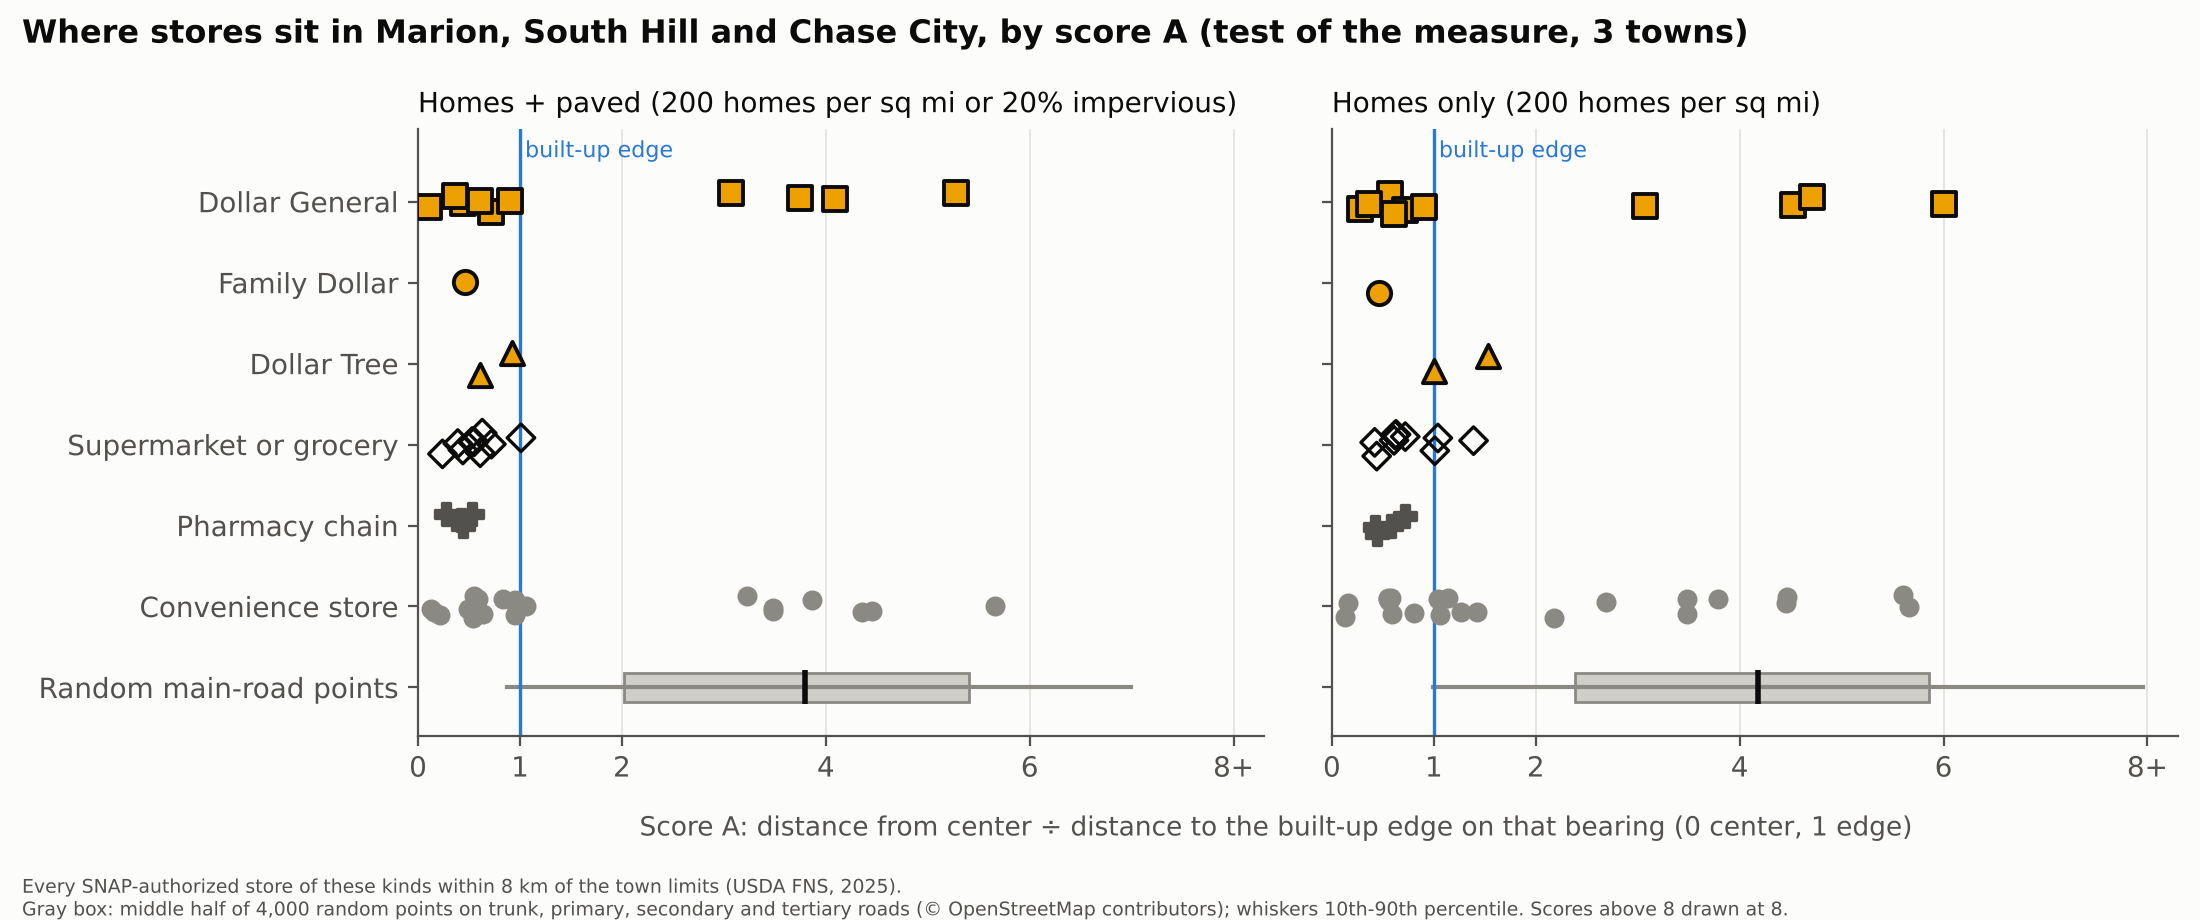 Where stores sit in Marion, South Hill and Chase City, by score A (test of the measure, 3 towns)
Homes + paved (200 homes per sq mi or 20% impervious)
Homes only (200 homes per sq mi)
built-up edge
built-up edge
Dollar General
Family Dollar
Dollar Tree
Supermarket or grocery
Pharmacy chain
Convenience store
Random main-road points
0 1 2 4 6 8+
0 1 2 4 6 8+
Score A: distance from center ÷ distance to the built-up edge on that bearing (0 center, 1 edge)
Every SNAP-authorized store of these kinds within 8 km of the town limits (USDA FNS, 2025).
Gray box: middle half of 4,000 random points on trunk, primary, secondary and tertiary roads (© OpenStreetMap contributors); whiskers 10th-90th percentile. Scores above 8 drawn at 8.